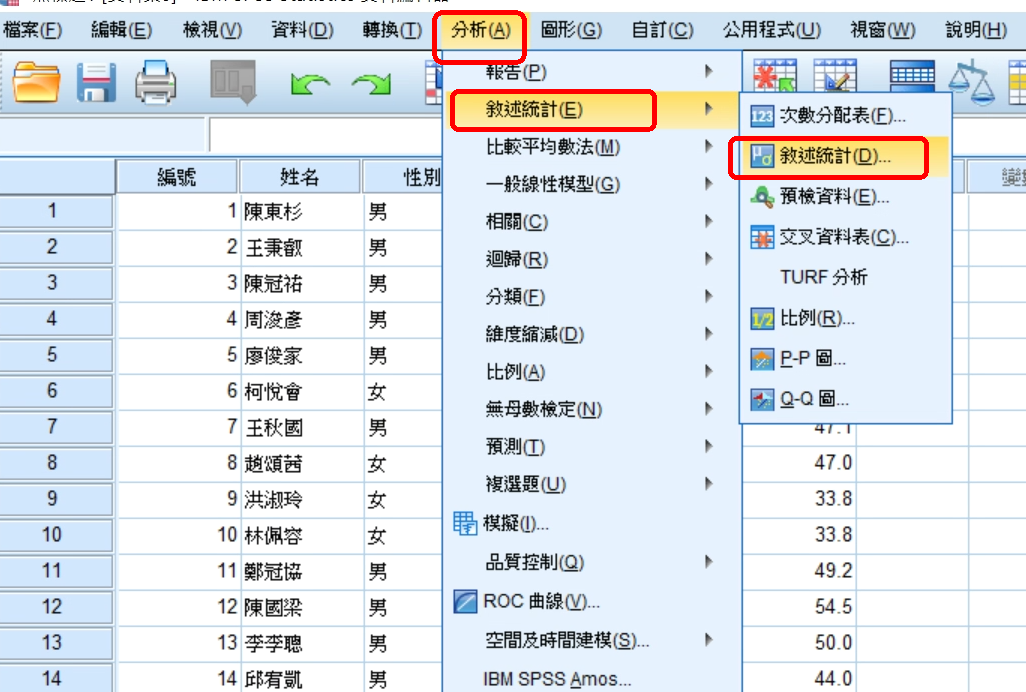 檔案(F) 編輯(E) 檢視(V) 資料(D) 轉換(T) 分析(A) 圖形(G) 自訂(C) 公用程式(U) 視窗(W) 說明(H)
報告(P)
敘述統計(E)
比較平均數法(M)
一般線性模型(G)
相關(C)
迴歸(R)
分類(F)
維度縮減(D)
比例(A)
無母數檢定(N)
預測(T)
複選題(U)
模擬(I)...
品質控制(Q)
ROC 曲線(V)...
空間及時間建模(S)...
IBM SPSS Amos...
123 次數分配表(F)...
敘述統計(D)...
預檢資料(E)...
交叉資料表(C)...
TURF 分析
1/2 比例(R)...
P-P 圖...
Q-Q 圖...
編號 姓名 性別
1 1 陳東杉 男
2 2 王秉叡 男
3 3 陳冠祐 男
4 4 周浚彥 男
5 5 廖俊家 男
6 6 柯悅會 女
7 7 王秋國 男 47.1
8 8 趙頌茜 女 47.0
9 9 洪淑玲 女 33.8
10 10 林佩容 女 33.8
11 11 鄭冠協 男 49.2
12 12 陳國梁 男 54.5
13 13 李季聰 男 50.0
14 14 邱宥凱 男 44.0